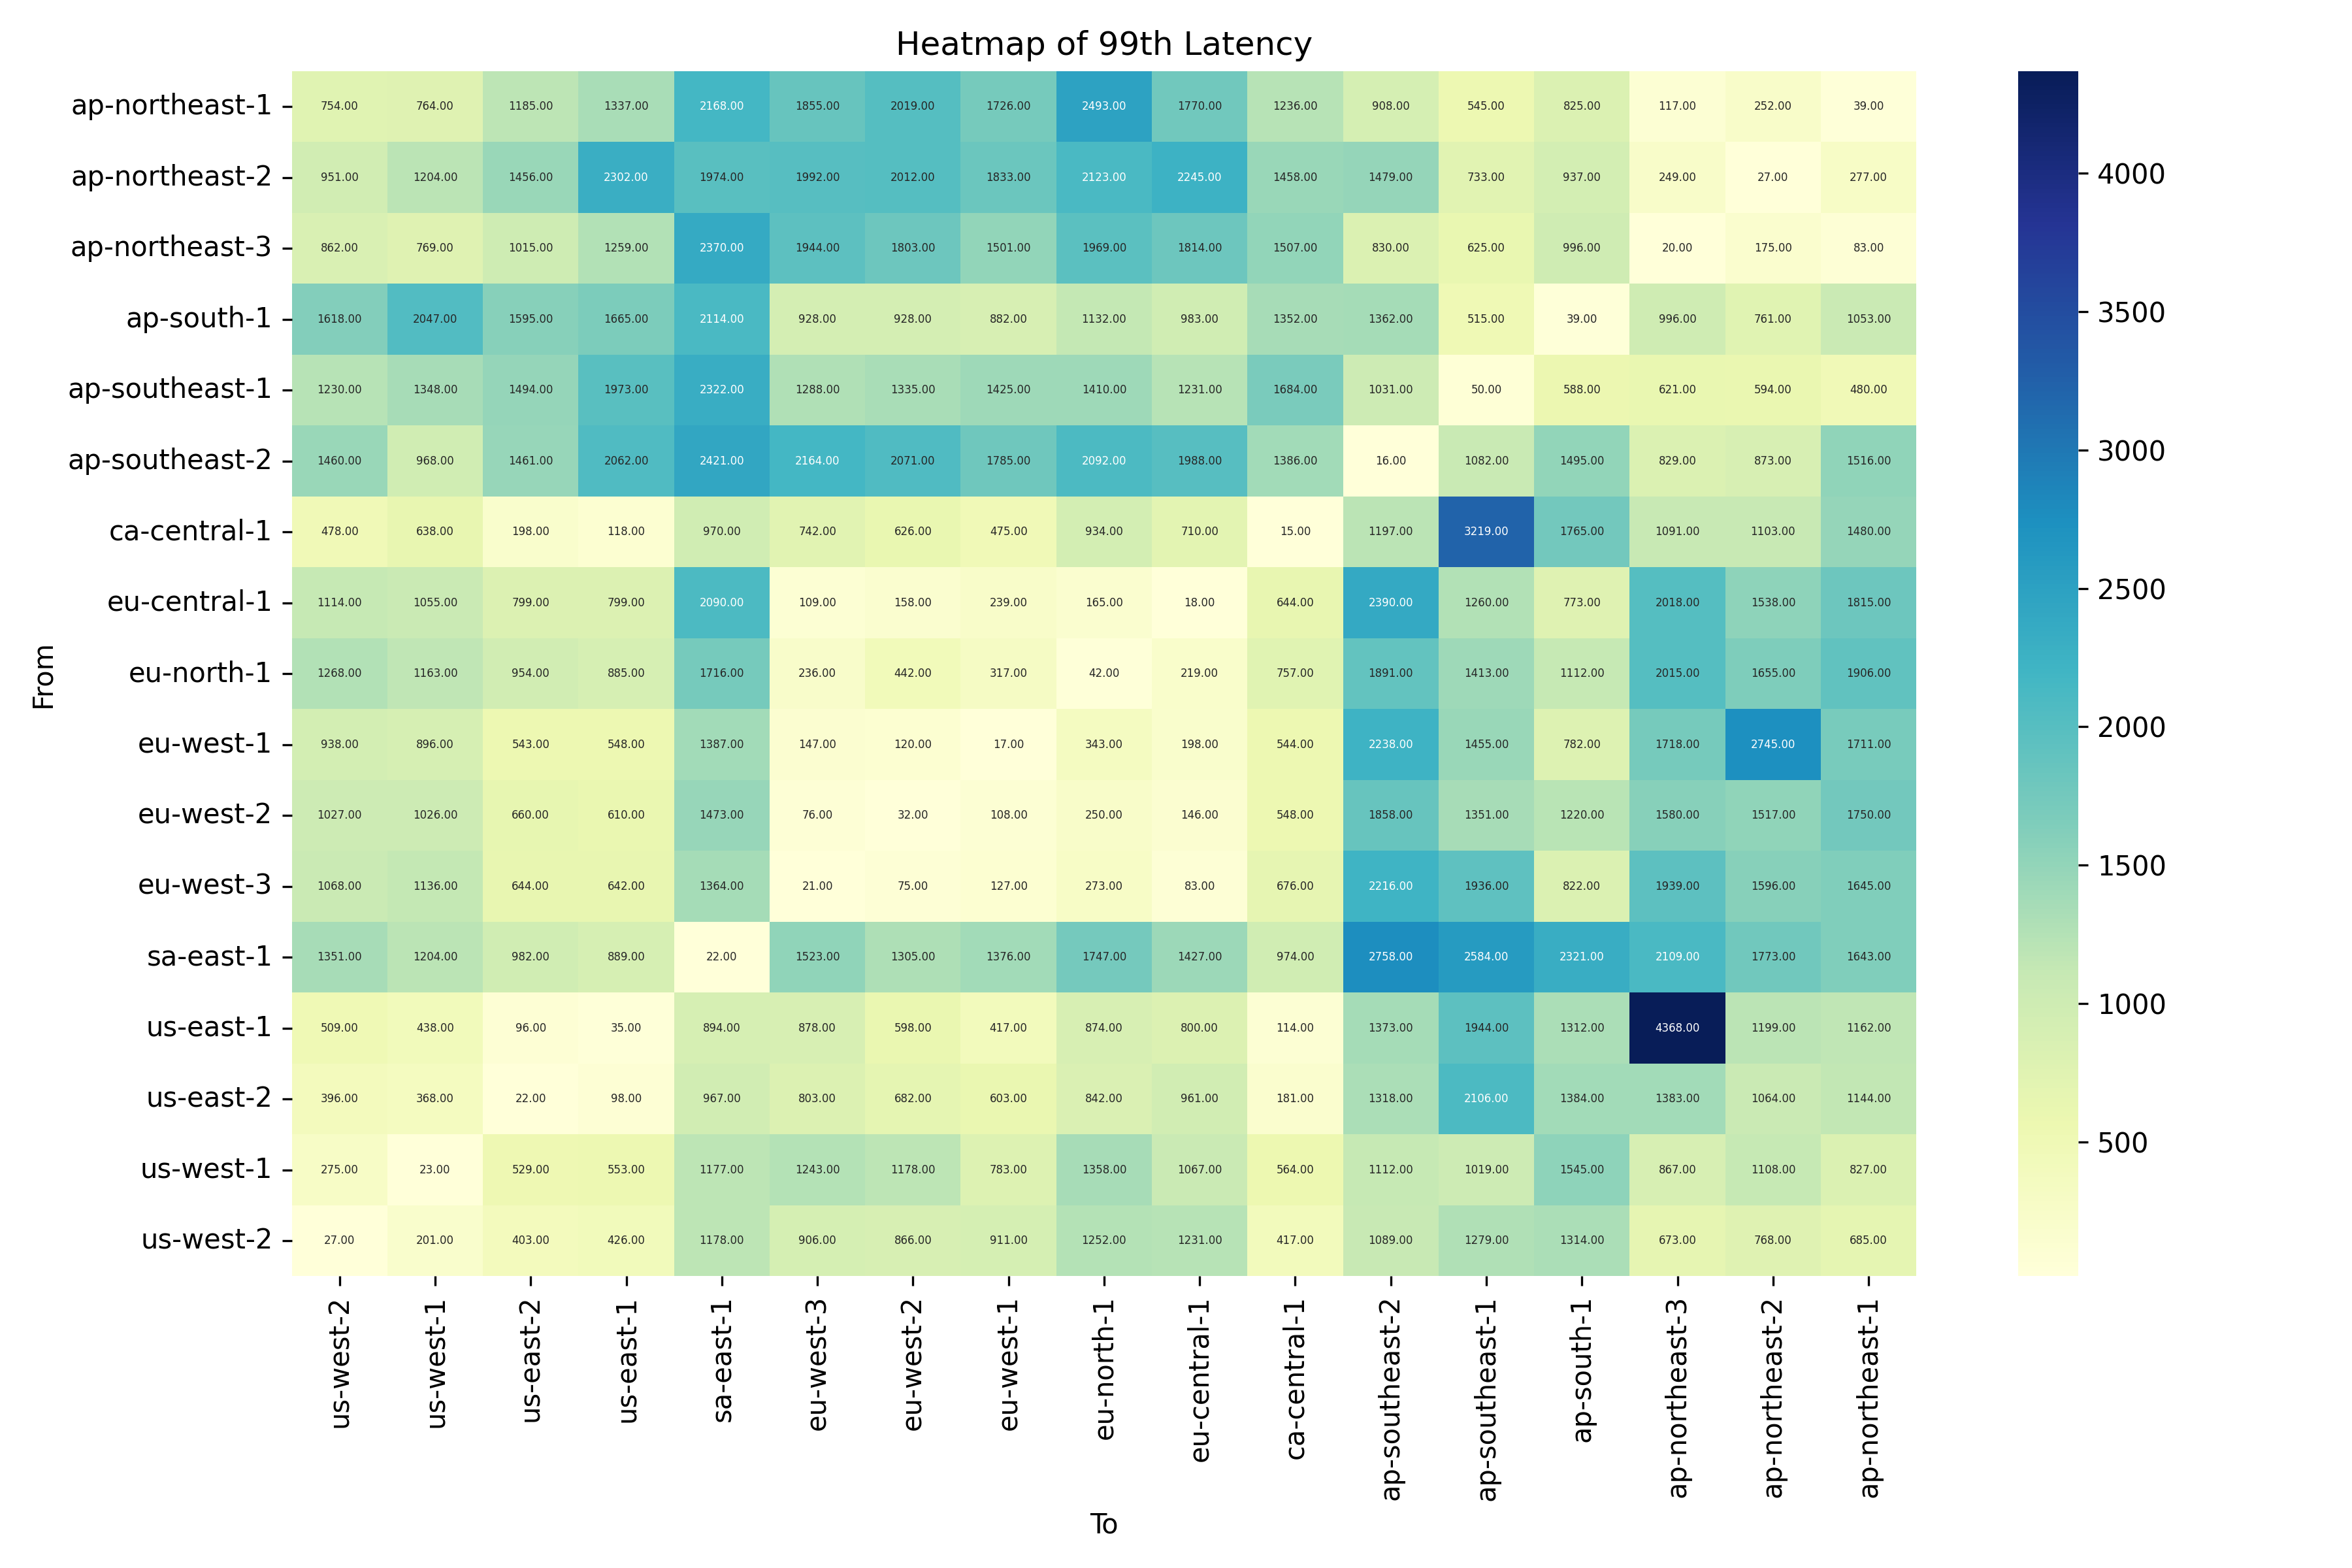 Heatmap of 99th Latency
ap-northeast-1 754.00 764.00 1185.00 1337.00 2168.00 1855.00 2019.00 1726.00 2493.00 1770.00 1236.00 908.00 545.00 825.00 117.00 252.00 39.00
ap-northeast-2 951.00 1204.00 1456.00 2302.00 1974.00 1992.00 2012.00 1833.00 2123.00 2245.00 1458.00 1479.00 733.00 937.00 249.00 27.00 277.00
ap-northeast-3 862.00 769.00 1015.00 1259.00 2370.00 1944.00 1803.00 1501.00 1969.00 1814.00 1507.00 830.00 625.00 996.00 20.00 175.00 83.00
ap-south-1 1618.00 2047.00 1595.00 1665.00 2114.00 928.00 928.00 882.00 1132.00 983.00 1352.00 1362.00 515.00 39.00 996.00 761.00 1053.00
ap-southeast-1 1230.00 1348.00 1494.00 1973.00 2322.00 1288.00 1335.00 1425.00 1410.00 1231.00 1684.00 1031.00 50.00 588.00 621.00 594.00 480.00
ap-southeast-2 1460.00 968.00 1461.00 2062.00 2421.00 2164.00 2071.00 1785.00 2092.00 1988.00 1386.00 16.00 1082.00 1495.00 829.00 873.00 1516.00
ca-central-1 478.00 638.00 198.00 118.00 970.00 742.00 626.00 475.00 934.00 710.00 15.00 1197.00 3219.00 1765.00 1091.00 1103.00 1480.00
eu-central-1 1114.00 1055.00 799.00 799.00 2090.00 109.00 158.00 239.00 165.00 18.00 644.00 2390.00 1260.00 773.00 2018.00 1538.00 1815.00
eu-north-1 1268.00 1163.00 954.00 885.00 1716.00 236.00 442.00 317.00 42.00 219.00 757.00 1891.00 1413.00 1112.00 2015.00 1655.00 1906.00
eu-west-1 938.00 896.00 543.00 548.00 1387.00 147.00 120.00 17.00 343.00 198.00 544.00 2238.00 1455.00 782.00 1718.00 2745.00 1711.00
eu-west-2 1027.00 1026.00 660.00 610.00 1473.00 76.00 32.00 108.00 250.00 146.00 548.00 1858.00 1351.00 1220.00 1580.00 1517.00 1750.00
eu-west-3 1068.00 1136.00 644.00 642.00 1364.00 21.00 75.00 127.00 273.00 83.00 676.00 2216.00 1936.00 822.00 1939.00 1596.00 1645.00
sa-east-1 1351.00 1204.00 982.00 889.00 22.00 1523.00 1305.00 1376.00 1747.00 1427.00 974.00 2758.00 2584.00 2321.00 2109.00 1773.00 1643.00
us-east-1 509.00 438.00 96.00 35.00 894.00 878.00 598.00 417.00 874.00 800.00 114.00 1373.00 1944.00 1312.00 4368.00 1199.00 1162.00
us-east-2 396.00 368.00 22.00 98.00 967.00 803.00 682.00 603.00 842.00 961.00 181.00 1318.00 2106.00 1384.00 1383.00 1064.00 1144.00
us-west-1 275.00 23.00 529.00 553.00 1177.00 1243.00 1178.00 783.00 1358.00 1067.00 564.00 1112.00 1019.00 1545.00 867.00 1108.00 827.00
us-west-2 27.00 201.00 403.00 426.00 1178.00 906.00 866.00 911.00 1252.00 1231.00 417.00 1089.00 1279.00 1314.00 673.00 768.00 685.00
From
us-west-2
us-west-1
us-east-2
us-east-1
sa-east-1
eu-west-3
eu-west-2
eu-west-1
eu-north-1
eu-central-1
ca-central-1
ap-southeast-2
ap-southeast-1
ap-south-1
ap-northeast-3
ap-northeast-2
ap-northeast-1
To
4000
3500
3000
2500
2000
1500
1000
500